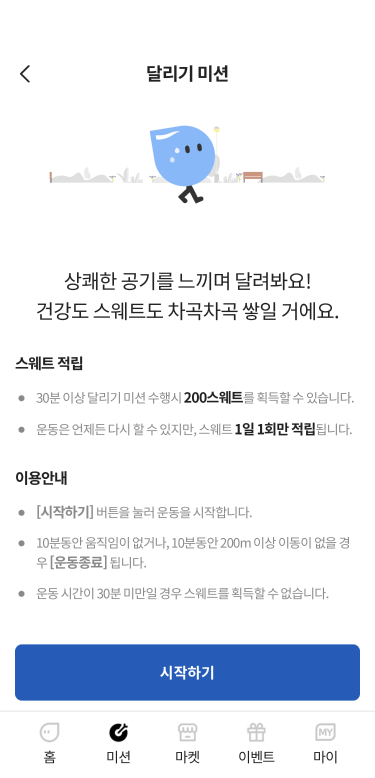 달리기 미션
상쾌한 공기를 느끼며 달려봐요!
건강도 스웨트도 차곡차곡 쌓일 거에요.
스웨트 적립
30분 이상 달리기 미션 수행시 200스웨트를 획득할 수 있습니다.
운동은 언제든 다시 할 수 있지만, 스웨트 1일 1회만 적립됩니다.
이용안내
[시작하기] 버튼을 눌러 운동을 시작합니다.
10분동안 움직임이 없거나, 10분동안 200m 이상 이동이 없을 경
우 [운동종료] 됩니다.
운동 시간이 30분 미만일 경우 스웨트를 획득할 수 없습니다.
시작하기
MY
홈 미션 마켓 이벤트 마이